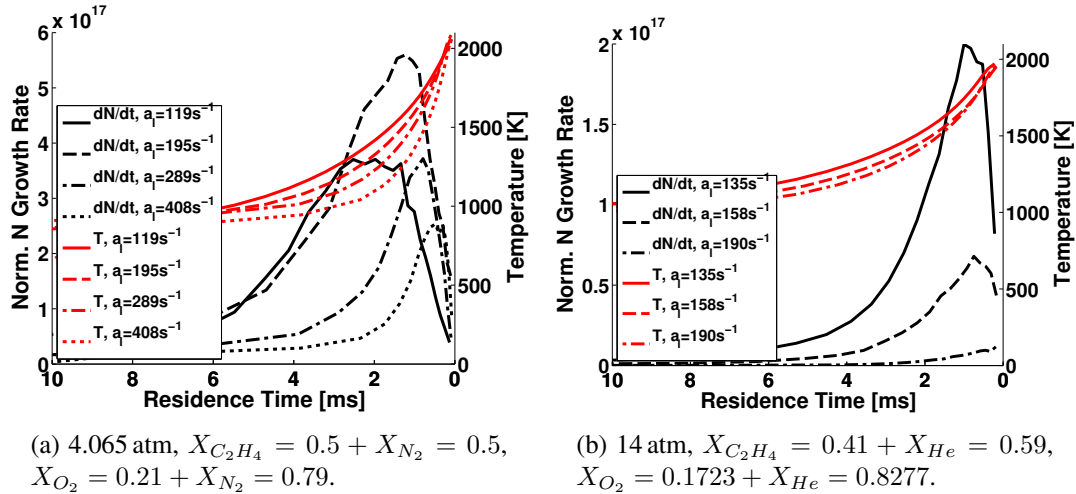 x 10^17
6
5
4
3
2
1
0
Norm. N Growth Rate
dN/dt, a_l=119s^−1
dN/dt, a_l=195s^−1
dN/dt, a_l=289s^−1
dN/dt, a_l=408s^−1
T, a_l=119s^−1
T, a_l=195s^−1
T, a_l=289s^−1
T, a_l=408s^−1
2000
1500
1000
500
0
Temperature [K]
10 8 6 4 2 0
Residence Time [ms]
x 10^17
2
1.5
1
0.5
0
Norm. N Growth Rate
dN/dt, a_l=135s^−1
dN/dt, a_l=158s^−1
dN/dt, a_l=190s^−1
T, a_l=135s^−1
T, a_l=158s^−1
T, a_l=190s^−1
2000
1500
1000
500
0
Temperature [K]
10 8 6 4 2 0
Residence Time [ms]
(a) 4.065 atm, X_{C_2H_4} = 0.5 + X_{N_2} = 0.5,
X_{O_2} = 0.21 + X_{N_2} = 0.79.
(b) 14 atm, X_{C_2H_4} = 0.41 + X_{He} = 0.59,
X_{O_2} = 0.1723 + X_{He} = 0.8277.